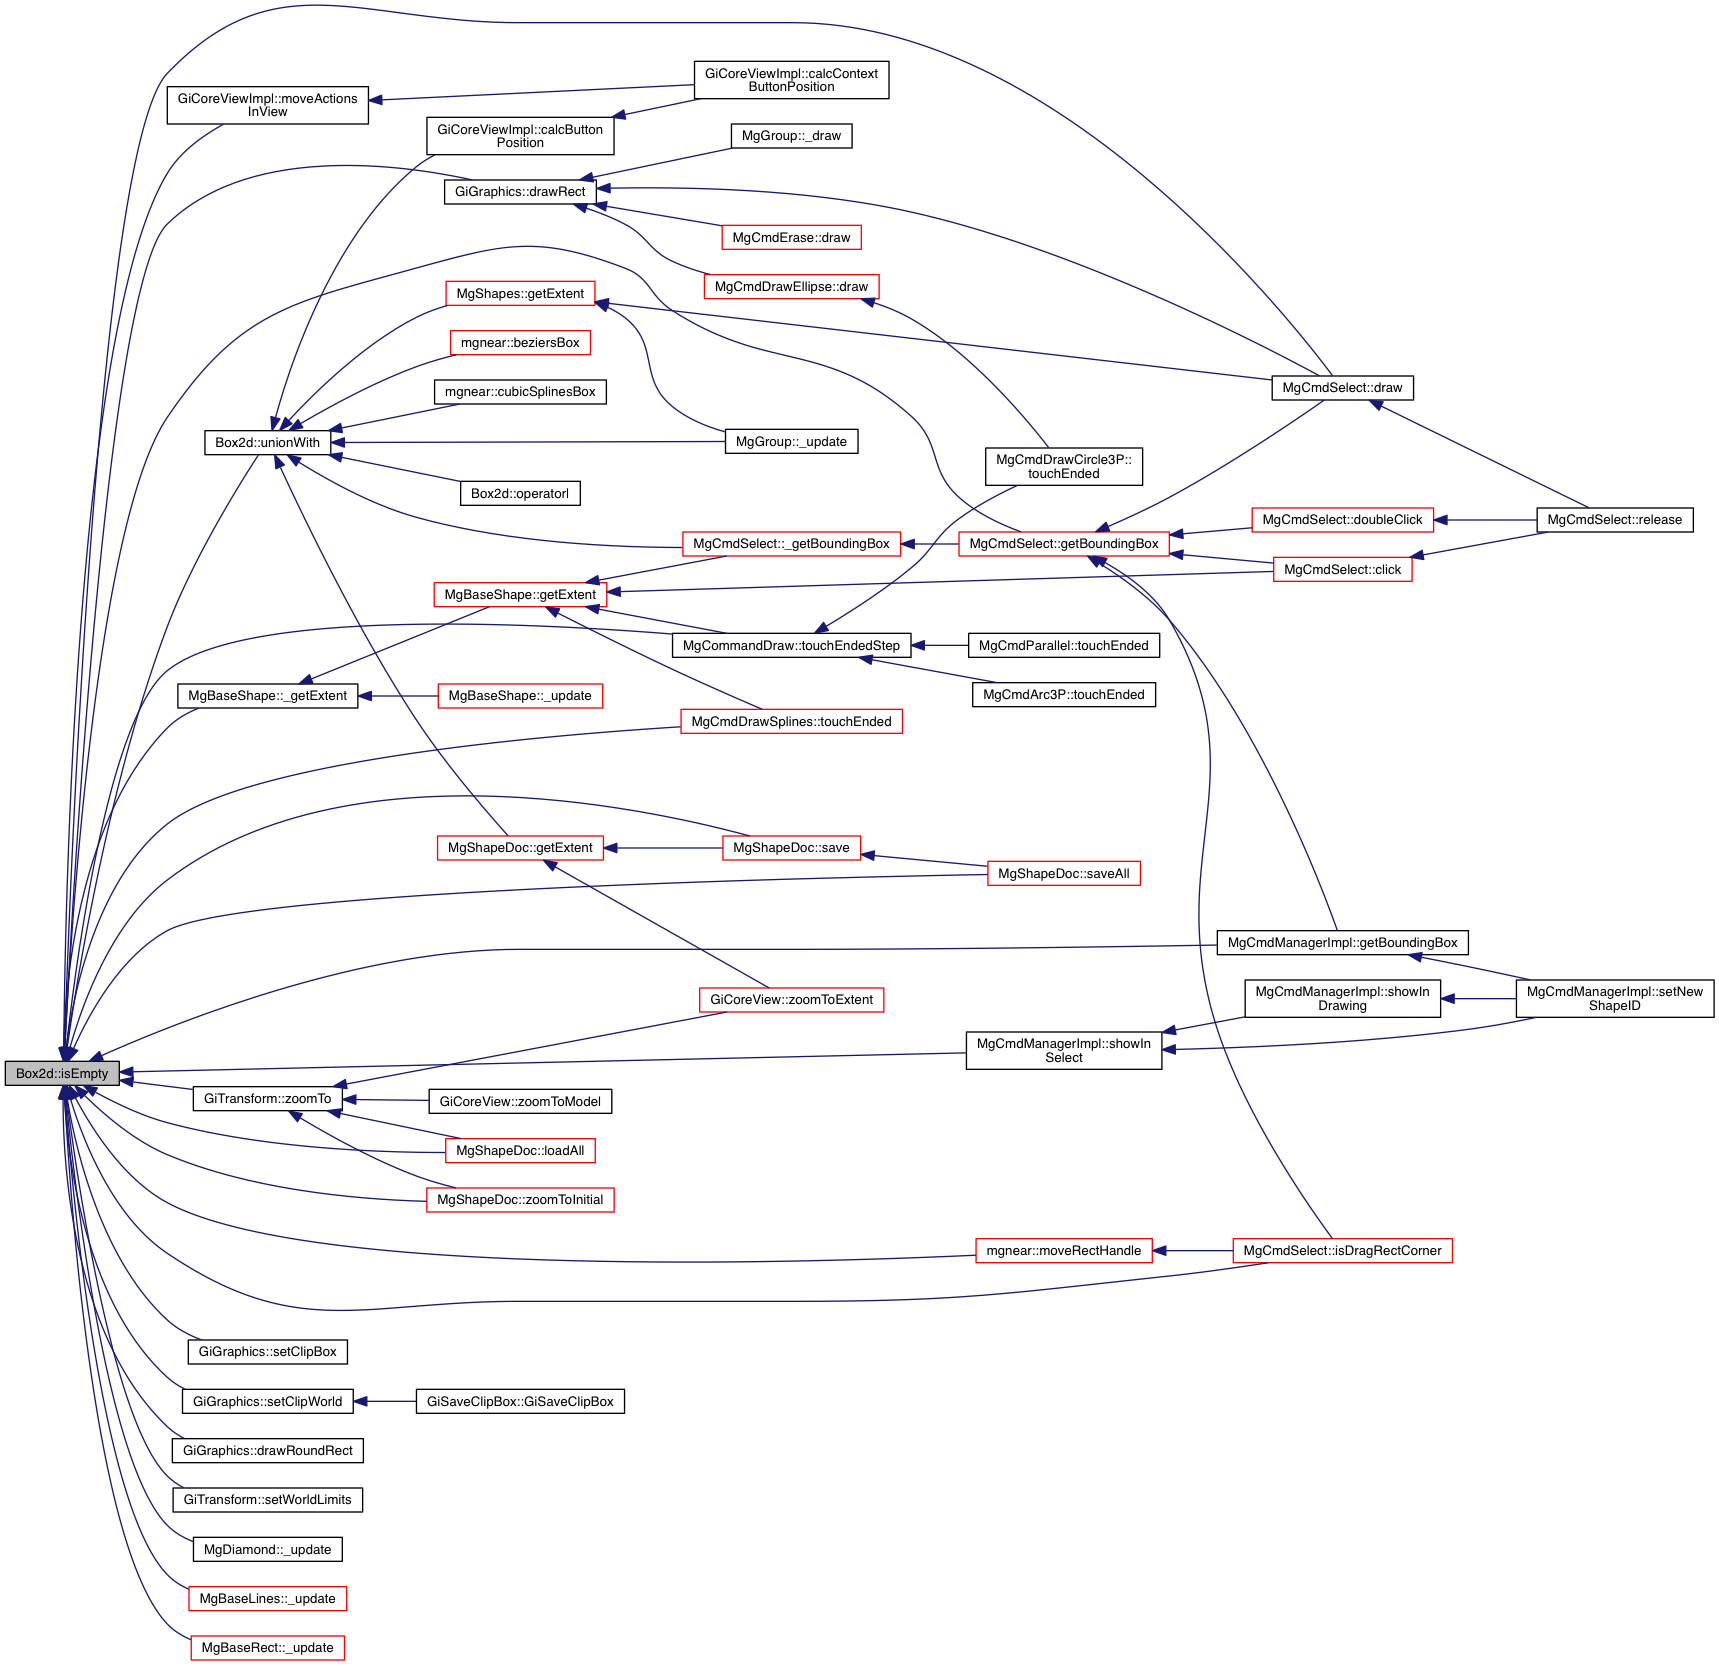 GiCoreViewImpl::calcContext
ButtonPosition
GiCoreViewImpl::moveActions
InView
GiCoreViewImpl::calcButton
Position
MgGroup::_draw
GiGraphics::drawRect
MgCmdErase::draw
MgCmdDrawEllipse::draw
MgShapes::getExtent
mgnear::beziersBox
mgnear::cubicSplinesBox
MgCmdSelect::draw
Box2d::unionWith
MgGroup::_update
MgCmdDrawCircle3P::
touchEnded
Box2d::operator|
MgCmdSelect::doubleClick
MgCmdSelect::release
MgCmdSelect::_getBoundingBox
MgCmdSelect::getBoundingBox
MgCmdSelect::click
MgBaseShape::getExtent
MgCommandDraw::touchEndedStep
MgCmdParallel::touchEnded
MgBaseShape::_getExtent
MgBaseShape::_update
MgCmdArc3P::touchEnded
MgCmdDrawSplines::touchEnded
MgShapeDoc::getExtent
MgShapeDoc::save
MgShapeDoc::saveAll
MgCmdManagerImpl::getBoundingBox
GiCoreView::zoomToExtent
MgCmdManagerImpl::showIn
Drawing
MgCmdManagerImpl::setNew
ShapeID
MgCmdManagerImpl::showIn
Select
Box2d::isEmpty
GiTransform::zoomTo
GiCoreView::zoomToModel
MgShapeDoc::loadAll
MgShapeDoc::zoomToInitial
mgnear::moveRectHandle
MgCmdSelect::isDragRectCorner
GiGraphics::setClipBox
GiGraphics::setClipWorld
GiSaveClipBox::GiSaveClipBox
GiGraphics::drawRoundRect
GiTransform::setWorldLimits
MgDiamond::_update
MgBaseLines::_update
MgBaseRect::_update